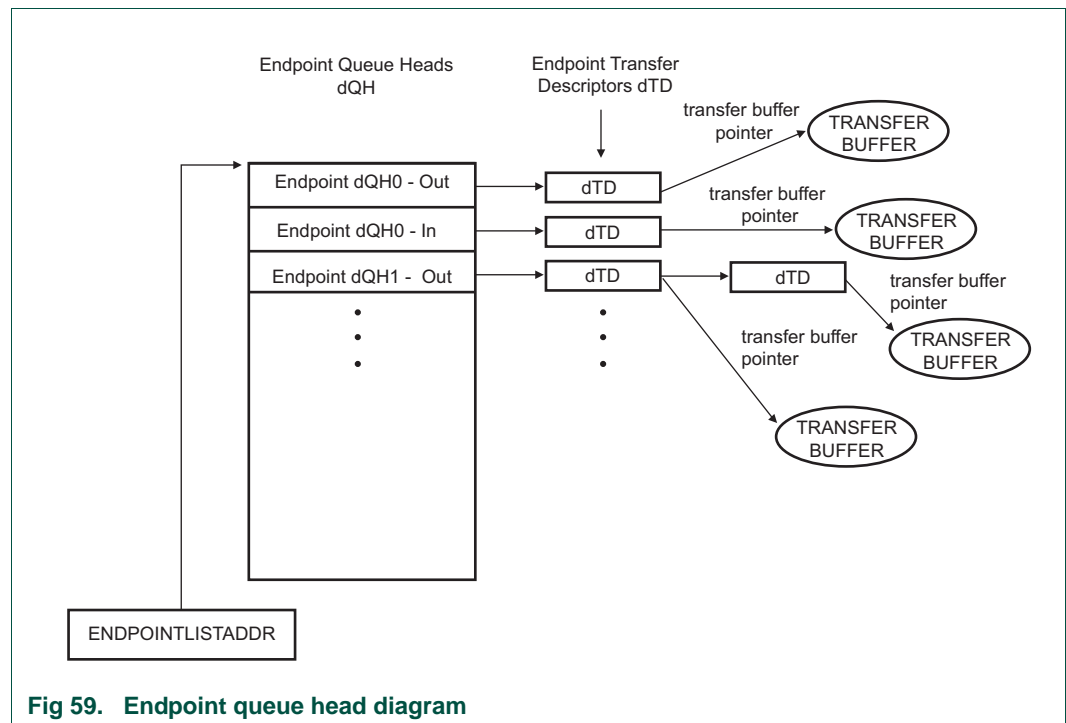 Endpoint Queue Heads
dQH
Endpoint Transfer
Descriptors dTD
transfer buffer
pointer
TRANSFER
BUFFER
Endpoint dQH0 - Out
dTD
transfer buffer
pointer
Endpoint dQH0 - In
dTD
TRANSFER
BUFFER
Endpoint dQH1 - Out
dTD
dTD
transfer buffer
pointer
transfer buffer
pointer
TRANSFER
BUFFER
TRANSFER
BUFFER
ENDPOINTLISTADDR
Fig 59. Endpoint queue head diagram